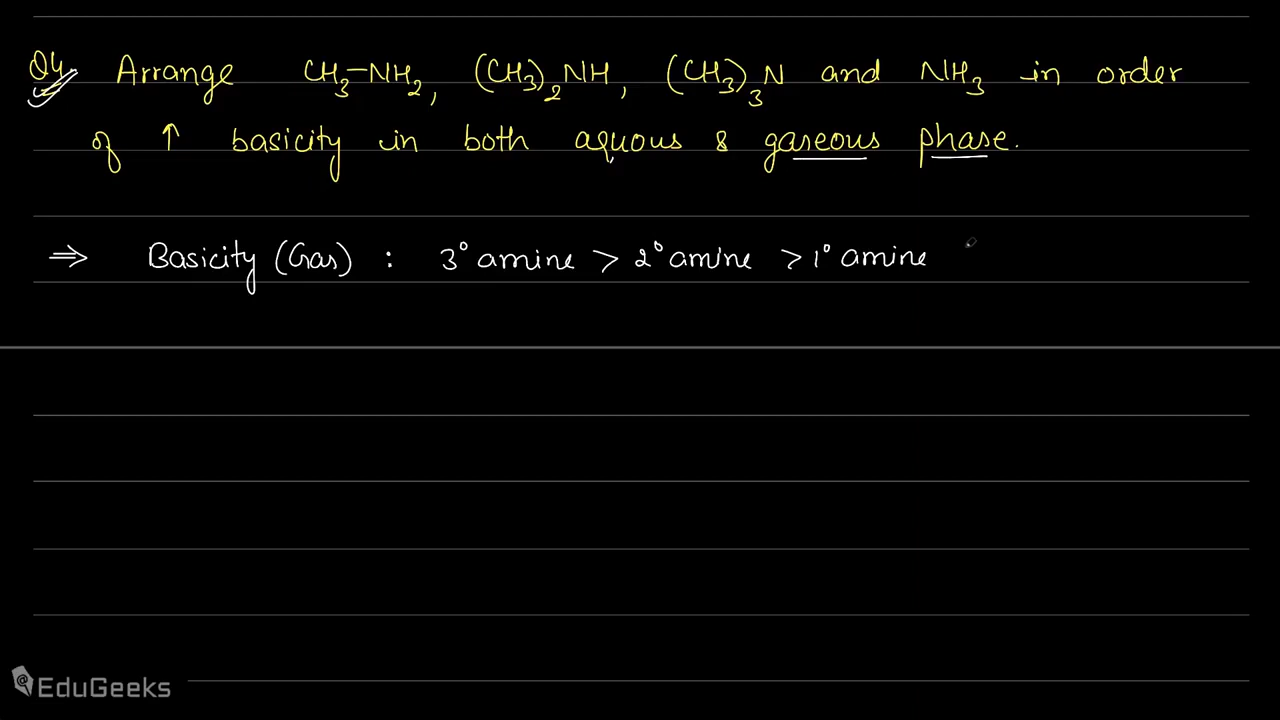 Q4. Arrange CH₃–NH₂, (CH₃)₂NH, (CH₃)₃N and NH₃ in order
of ↑ basicity in both aquous & gaseous phase.
⇒ Basicity (Gas) : 3° amine > 2° amine > 1° amine
EduGeeks